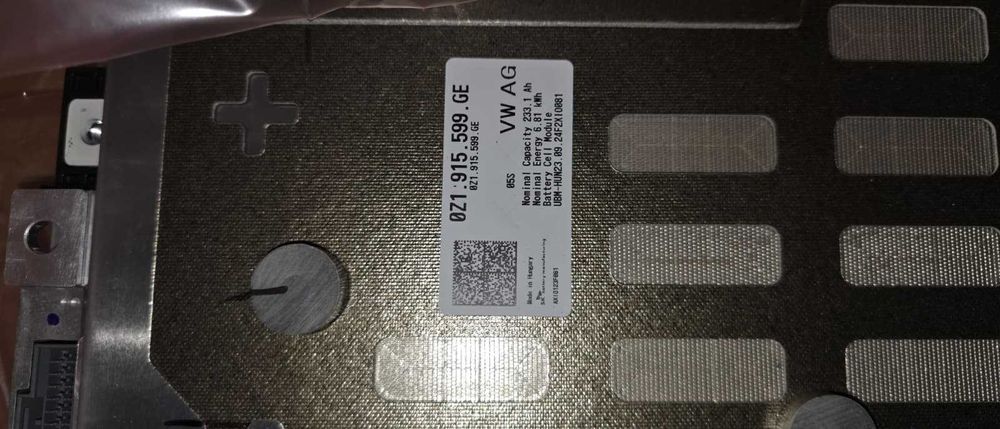 0Z1.915.599.GE
0Z1.915.599.GE
VW AG
05S
Nominal Capacity 233.1 Ah
Nominal Energy 6.81 kWh
Battery Cell Module
UBM-HUN23.09.24F2XI0081
Made in Hungary